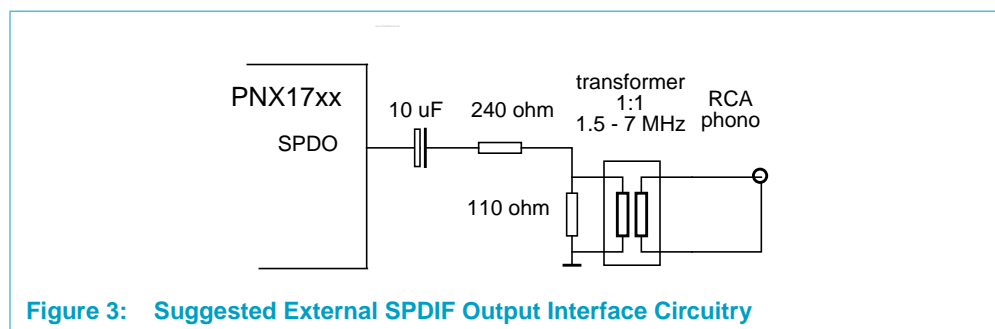 PNX17xx
SPDO
10 uF
240 ohm
110 ohm
transformer
1:1
1.5 - 7 MHz
RCA
phono
Figure 3: Suggested External SPDIF Output Interface Circuitry